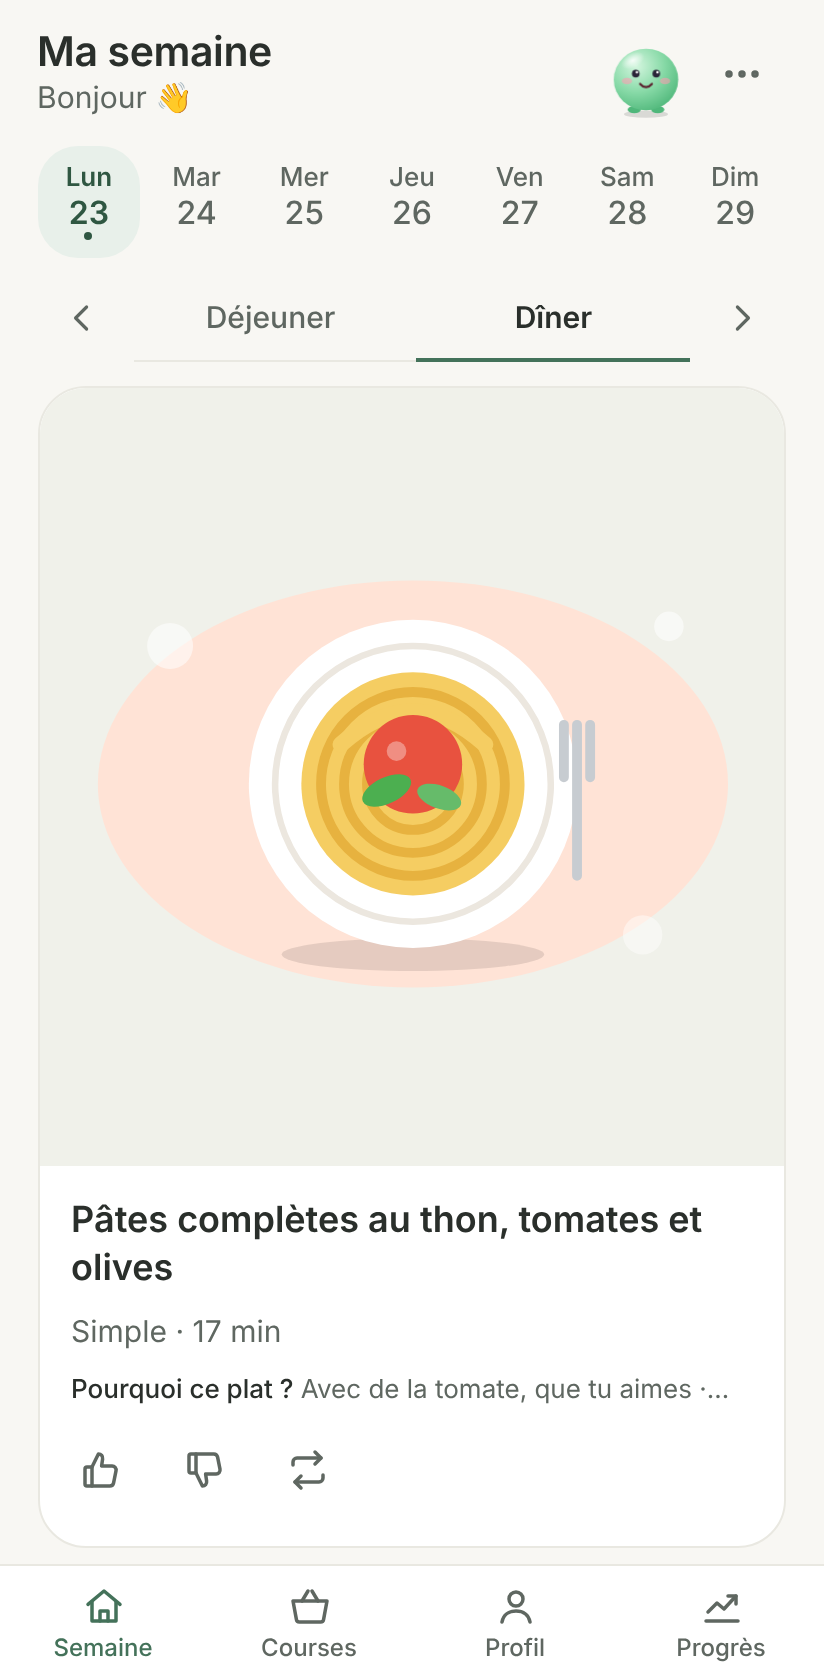 Ma semaine
Bonjour 👋
Lun Mar Mer Jeu Ven Sam Dim
23 24 25 26 27 28 29
Déjeuner Dîner
Pâtes complètes au thon, tomates et
olives
Simple · 17 min
Pourquoi ce plat ? Avec de la tomate, que tu aimes ·...
Semaine Courses Profil Progrès